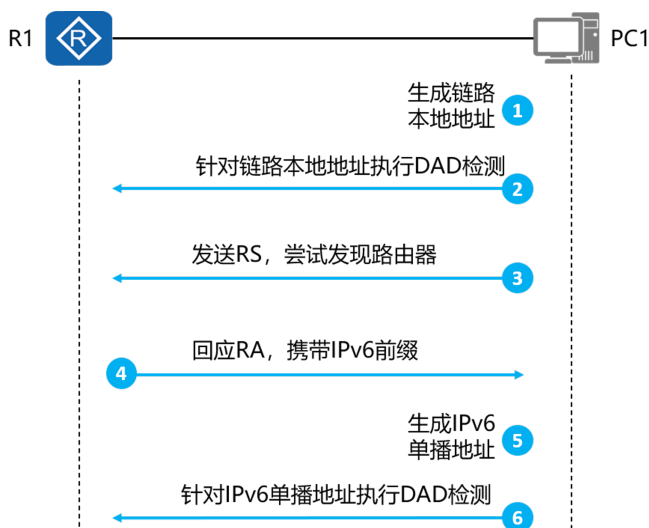 R1
R
PC1
生成链路
本地地址
1
针对链路本地地址执行DAD检测
2
发送RS，尝试发现路由器
3
回应RA，携带IPv6前缀
4
生成IPv6
单播地址
5
针对IPv6单播地址执行DAD检测
6